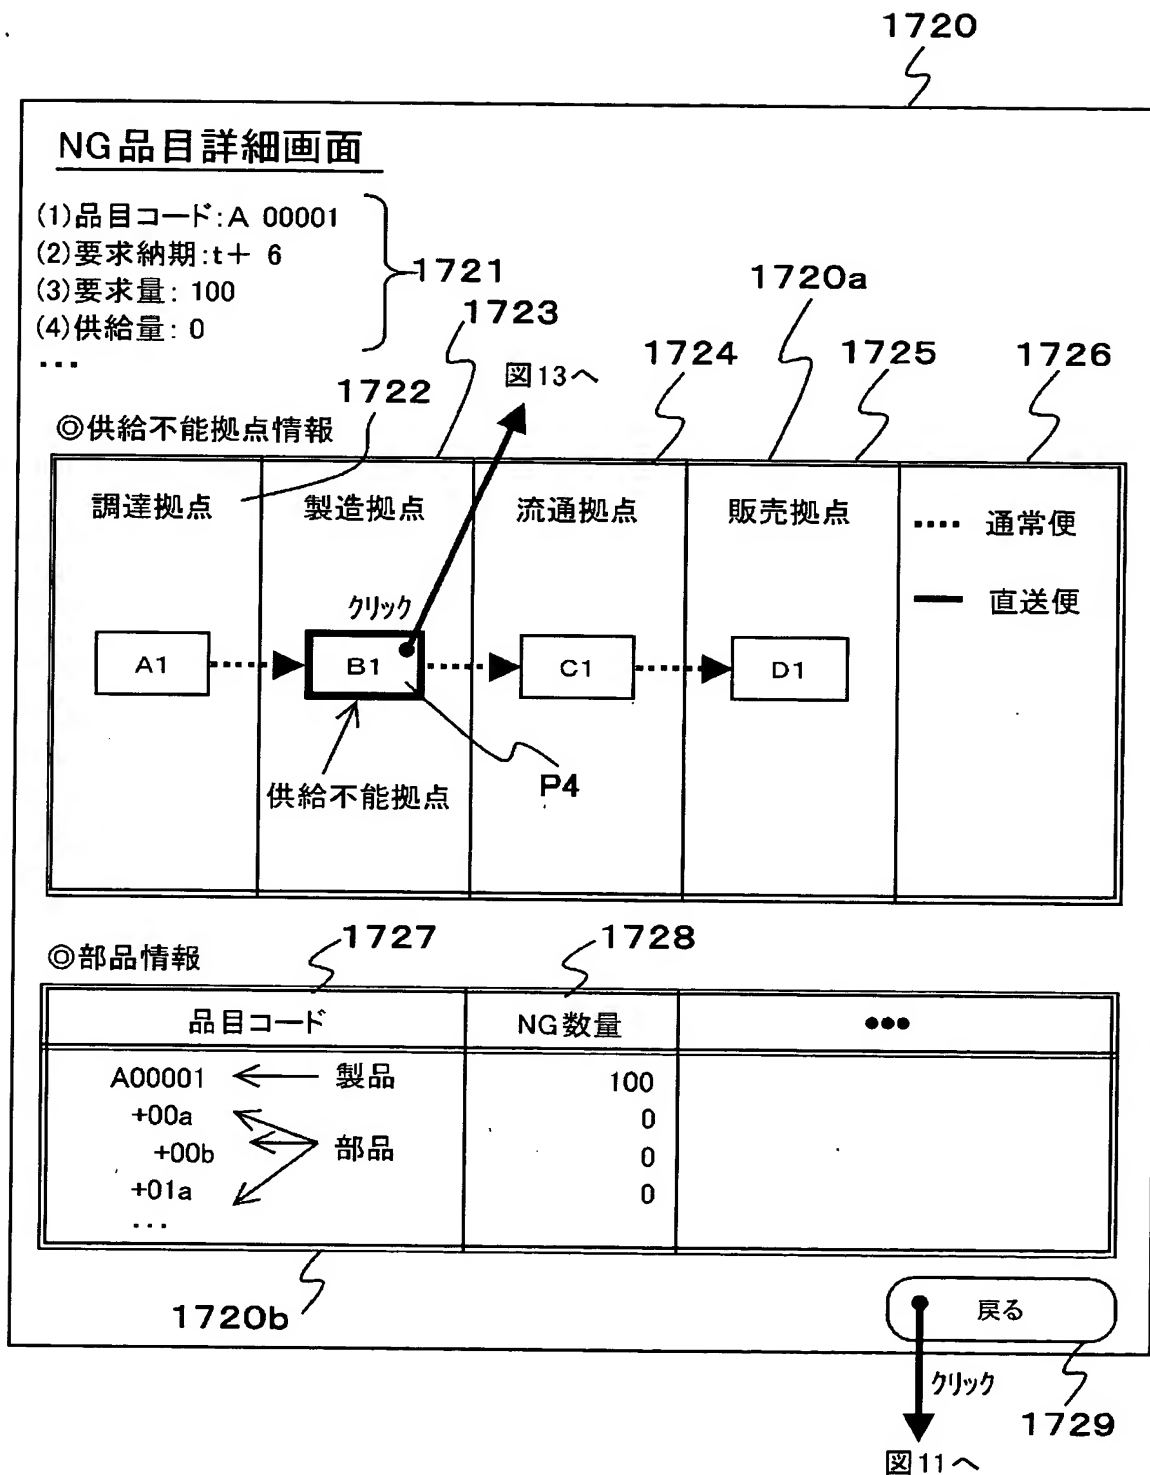 1720
NG品目詳細画面
(1)品目コード:A 00001
(2)要求納期:t+ 6
(3)要求量: 100
(4)供給量: 0
･･･
1721
1723
1720a
1724
1725
1726
図13へ
1722
◎供給不能拠点情報
調達拠点
製造拠点
流通拠点
販売拠点
通常便
直送便
クリック
A1
B1
C1
D1
供給不能拠点
P4
◎部品情報
1727
1728
品目コード
NG数量
•••
A00001
製品
100
+00a
0
+00b
部品
0
+01a
0
･･･
1720b
戻る
クリック
1729
図11へ